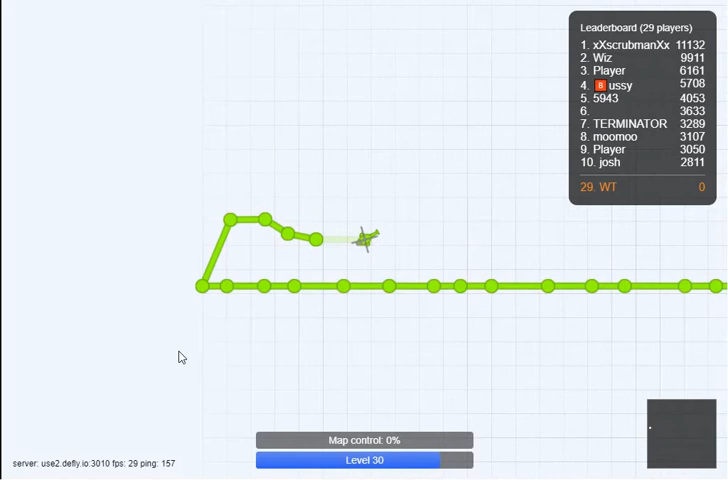 Leaderboard (29 players)
1. xXscrubmanXx 11132
2. Wiz 9911
3. Player 6161
4. 🅱ussy 5708
5. 5943 4053
6. 3633
7. TERMINATOR 3289
8. moomoo 3107
9. Player 3050
10. josh 2811
29. WT 0
Map control: 0%
Level 30
server: use2.defly.io:3010 fps: 29 ping: 157